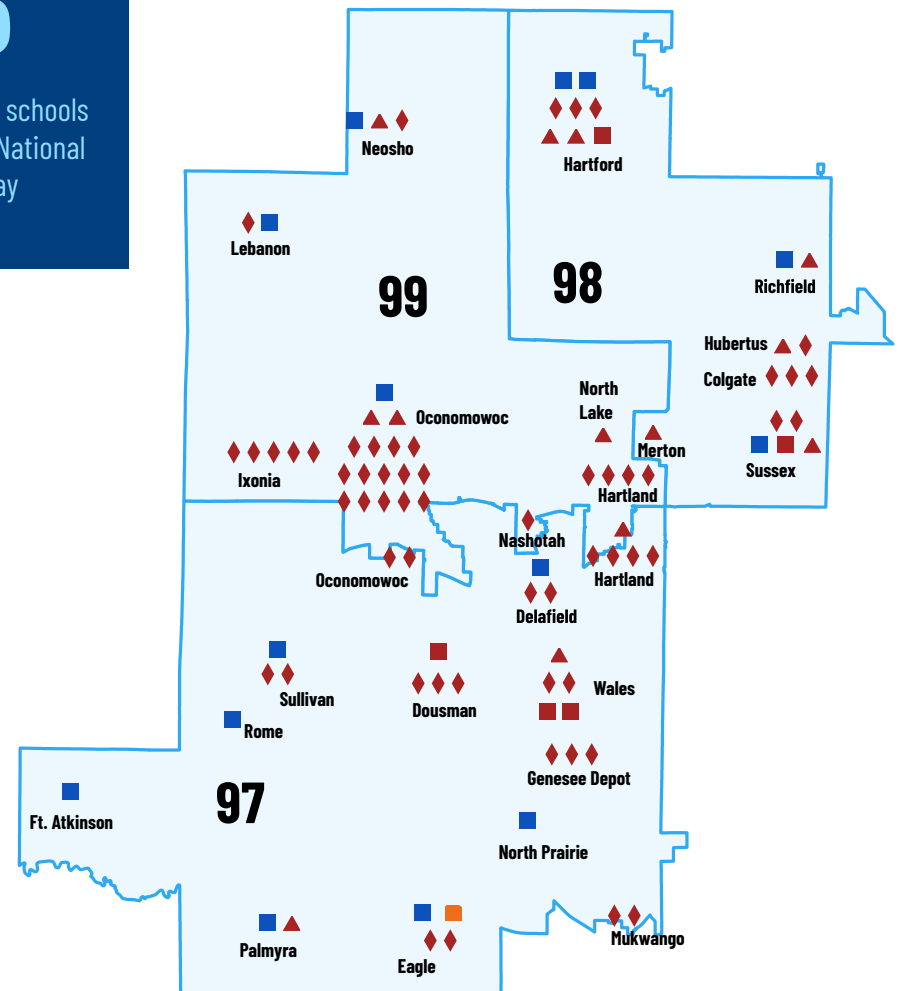 schools
National
ay
Neosho
Hartford
Lebanon
99
98
Richfield
Hubertus
Colgate
North
Lake
Oconomowoc
Merton
Sussex
Ixonia
Hartland
Nashotah
Oconomowoc
Hartland
Delafield
Sullivan
Wales
Dousman
Rome
Genesee Depot
97
Ft. Atkinson
North Prairie
Palmyra
Mukwango
Eagle